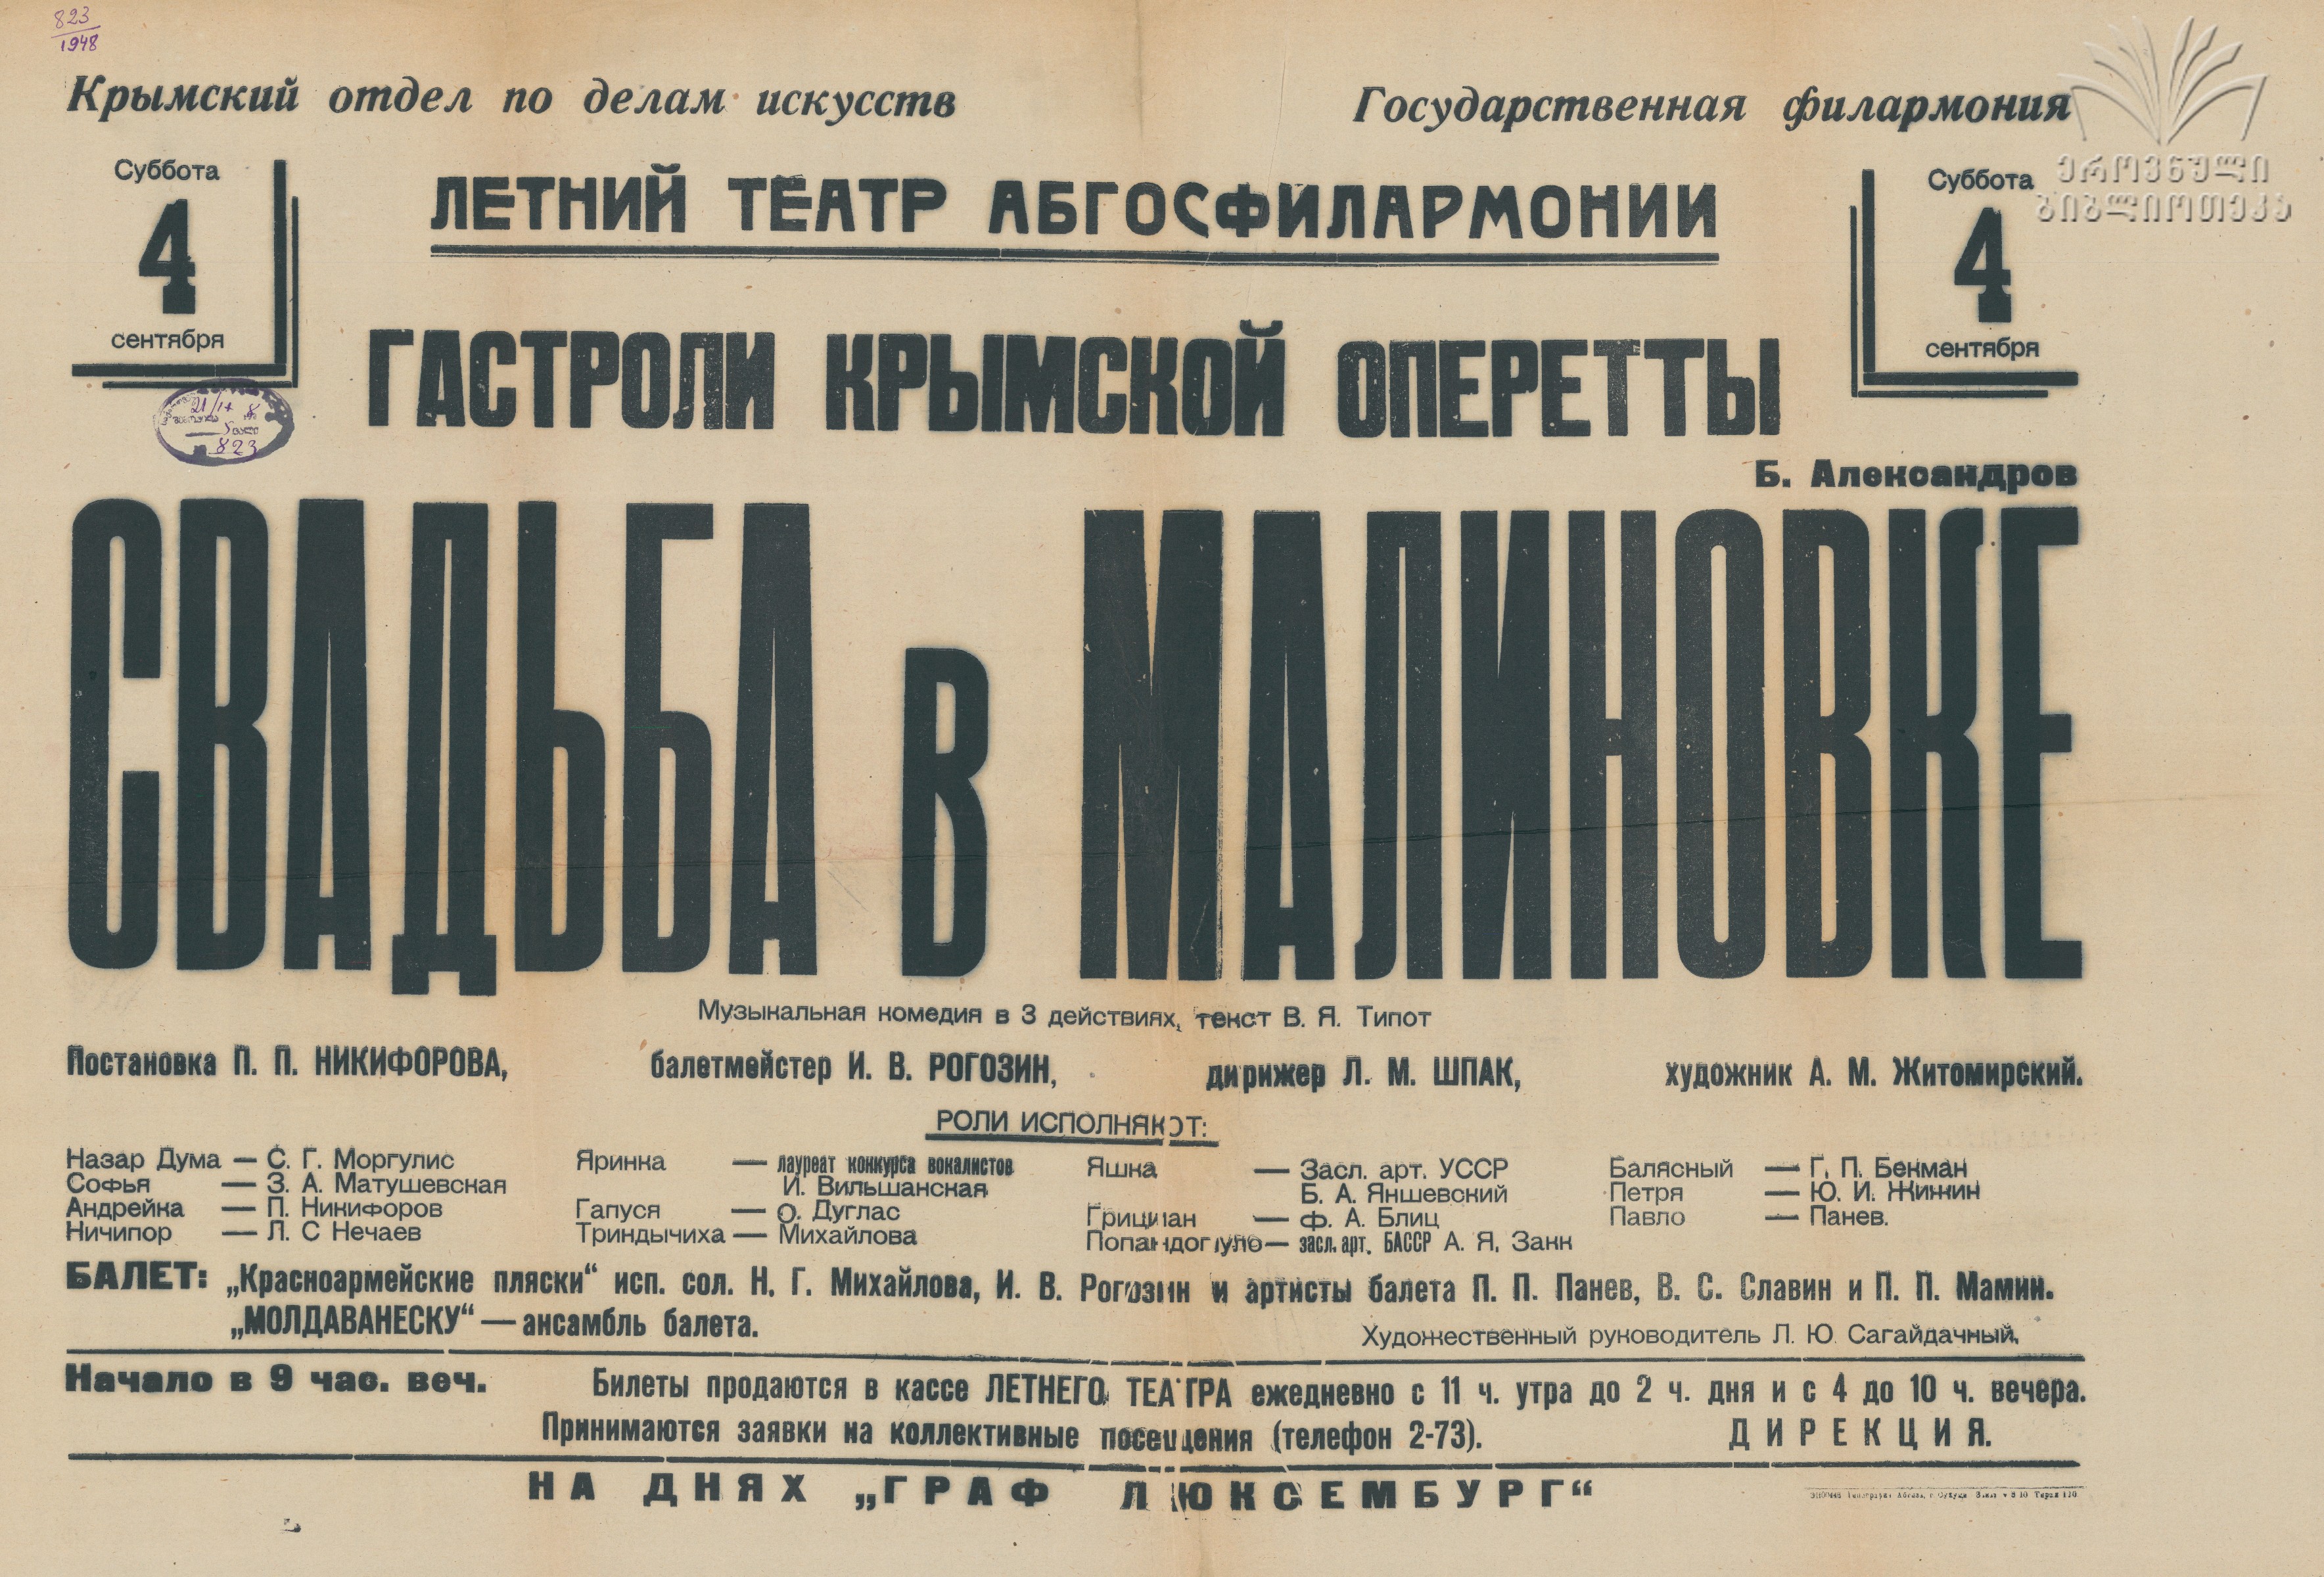 823
1948
Крымский отдел по делам искусств
Государственная филармония
ეროვნული
ბიბლიოთეკა
Суббота
4
сентября
ЛЕТНИЙ ТЕАТР АБГОСФИЛАРМОНИИ
Суббота
4
сентября
ГАСТРОЛИ КРЫМСКОЙ ОПЕРЕТТЫ
823
Б. Александров
СВАДЬБА в МАЛИНОВКЕ
Музыкальная комедия в 3 действиях, текст В. Я. Типот
Постановка П. П. НИКИФОРОВА, балетмейстер И. В. РОГОЗИН, дирижер Л. М. ШПАК, художник А. М. Житомирский.
РОЛИ ИСПОЛНЯЮТ:
Назар Дума — С. Г. Моргулис
Софья — З. А. Матушевская
Андрейка — П. Никифоров
Ничипор — Л. С Нечаев
Яринка — лауреат конкурса вокалистов
И. Вильшанская
Гапуся — О. Дуглас
Триндычиха — Михайлова
Яшка — Засл. арт. УССР
Б. А. Яншевский
Грициан — Ф. А. Блиц
Попандопуло — засл. арт. БАССР А. Я. Закк
Балясный — Г. П. Бекман
Петря — Ю. И. Жижин
Павло — Панев.
БАЛЕТ: „Красноармейские пляски“ исп. сол. Н. Г. Михайлова, И. В. Рогозин и артисты балета П. П. Панев, В. С. Славин и П. П. Мамин.
„МОЛДАВАНЕСКУ“ — ансамбль балета.
Художественный руководитель Л. Ю. Сагайдачный.
Начало в 9 час. веч.
Билеты продаются в кассе ЛЕТНЕГО ТЕАТРА ежедневно с 11 ч. утра до 2 ч. дня и с 4 до 10 ч. вечера.
Принимаются заявки на коллективные посещения (телефон 2-73).
ДИРЕКЦИЯ.
НА ДНЯХ „ГРАФ ЛЮКСЕМБУРГ“